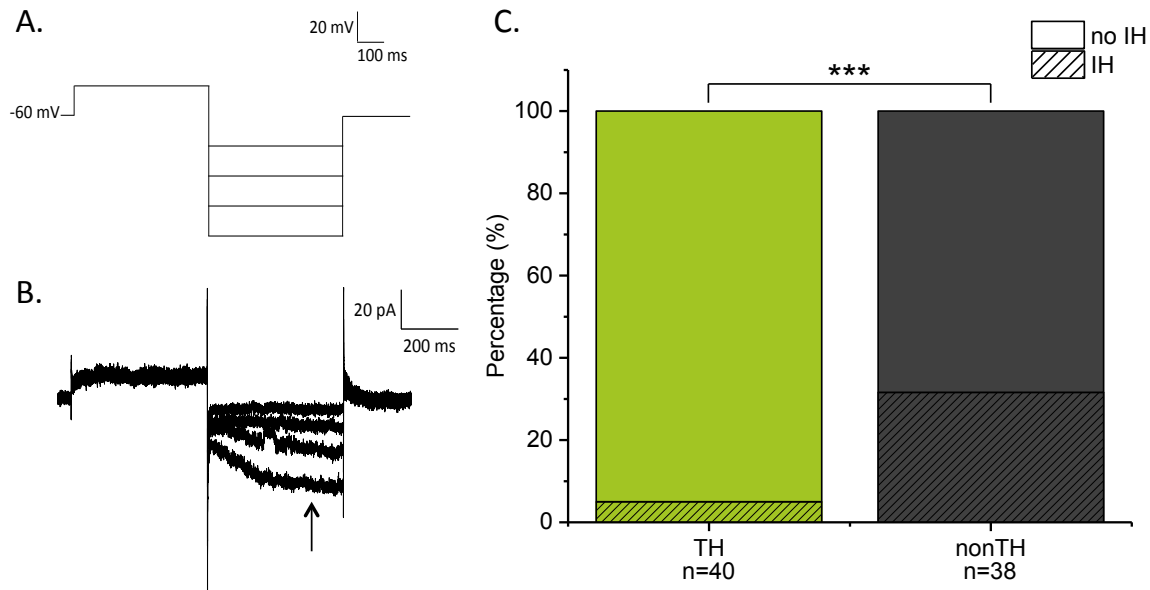 A.
20 mV
100 ms
-60 mV
B.
20 pA
200 ms
C.
no IH
IH
***
100
80
60
40
20
0
Percentage (%)
TH
n=40
nonTH
n=38